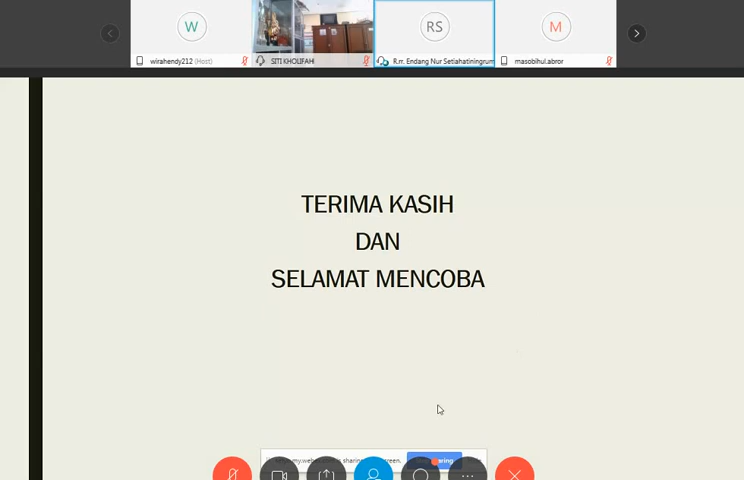 W
RS
M
wirahendy212 (Host)
SITI KHOLIFAH
R.rr. Endang Nur Setiahatiningrum
masobihul.abror
TERIMA KASIH
DAN
SELAMAT MENCOBA